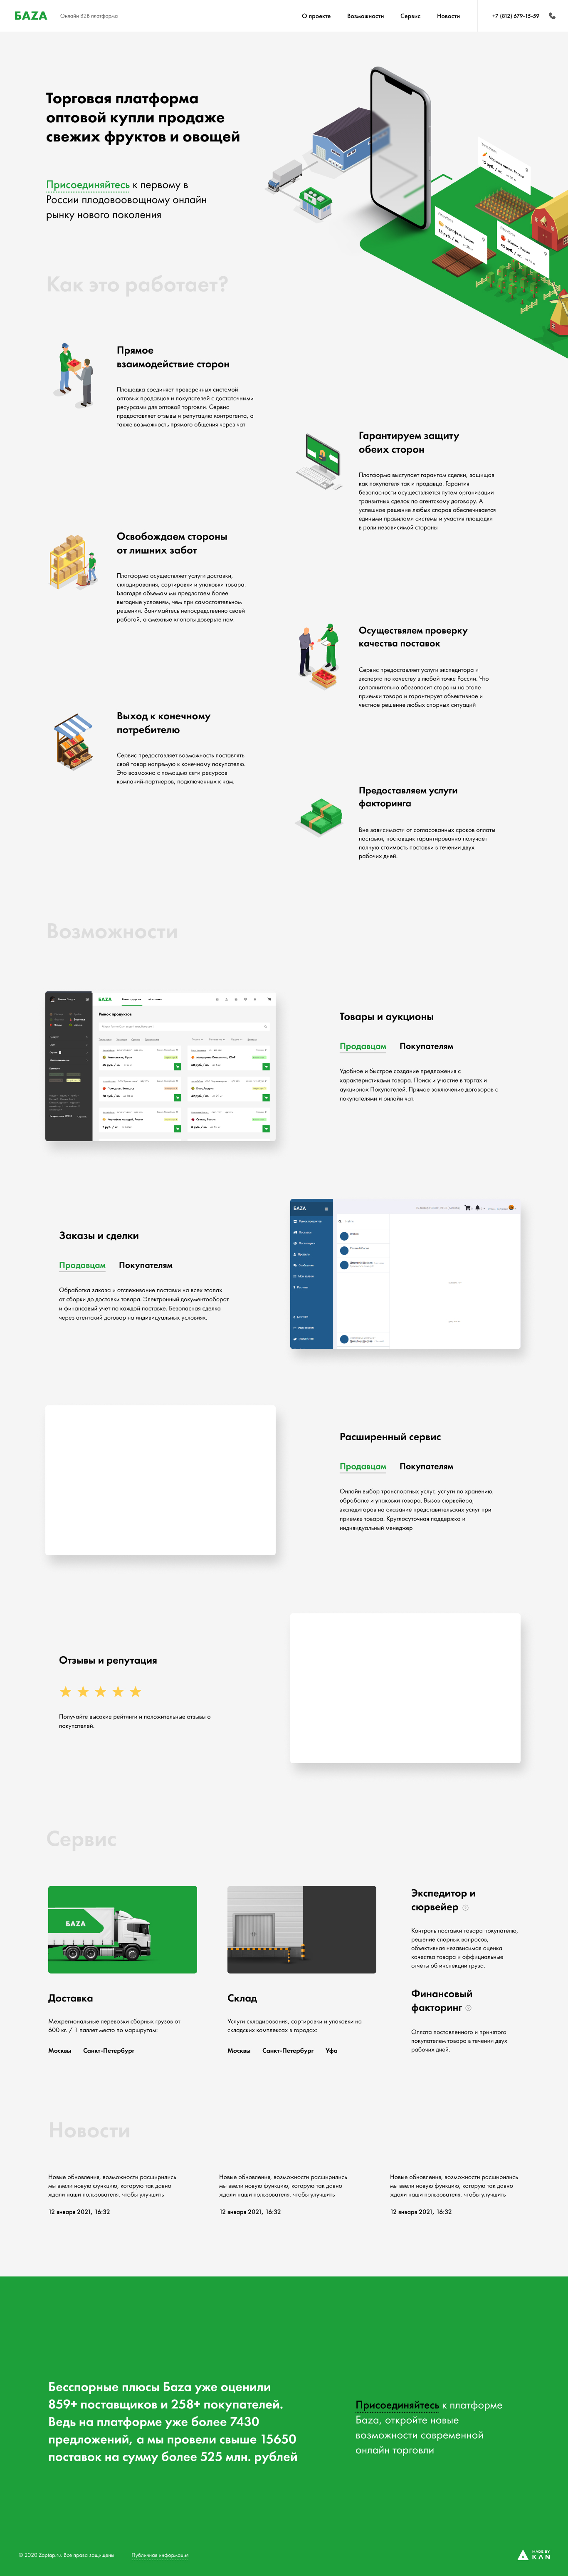 БАZА
Онлайн B2B платформа
О проекте
Возможности
Сервис
Новости
+7 (812) 679-15-59
Торговая платформа
оптовой купли продаже
свежих фруктов и овощей
Присоединяйтесь к первому в
России плодовоовощному онлайн
рынку нового поколения
Как это работает?
Прямое
взаимодействие сторон
Площадка соединяет проверенных системой
оптовых продавцов и покупателей с достаточными
ресурсами для оптовой торговли. Сервис
предоставляет отзывы и репутацию контрагента, а
также возможность прямого общения через чат
Гарантируем защиту
обеих сторон
Платформа выступает гарантом сделки, защищая
как покупателя так и продавца. Гарантия
безопасности осуществляется путем организации
транзитных сделок по агентскому договору. А
успешное решение любых споров обеспечивается
едиными правилами системы и участия площадки
в роли независимой стороны
Освобождаем стороны
от лишних забот
Платформа осуществляет услуги доставки,
складирования, сортировки и упаковки товара.
Благодря объемам мы предлагаем более
выгодные условиям, чем при самостоятельном
решении. Занимайтесь непосредственно своей
работой, а смежные хлопоты доверьте нам
Осуществялем проверку
качества поставок
Сервис предоставляет услуги экспедитора и
эксперта по качеству в любой точке России. Что
дополнительно безопасит стороны на этапе
приемки товара и гарантирует объективное и
честное решение любых сторных ситуаций
Выход к конечному
потребителю
Сервис предоставляет возможность поставлять
свой товар напрямую к конечному покупателю.
Это возможно с помощью сети ресурсов
компаний-партнеров, подключенных к нам.
Предоставляем услуги
факторинга
Вне зависимости от согласованных сроков оплаты
поставки, поставщик гарантированно получает
полную стоимость поставки в течении двух
рабочих дней.
Возможности
БАZА
Рынок продуктов
Товары и аукционы
Продавцам
Покупателям
Удобное и быстрое создание предложения с
характеристиками товара. Поиск и участие в торгах и
аукционах Покупателей. Прямое заключение договоров с
покупателями и онлайн чат.
Заказы и сделки
Продавцам
Покупателям
Обработка заказа и отслеживание поставки на всех этапах
от сборки до доставки товара. Электронный документооборот
и финансовый учет по каждой поставке. Безопасная сделка
через агентский договор на индивидуальных условиях.
БАZА
Расширенный сервис
Продавцам
Покупателям
Онлайн выбор транспортных услуг, услуги по хранению,
обработке и упаковки товара. Вызов сюрвейера,
экспедиторов на оказание представительских услуг при
приемке товара. Круглосуточная поддержка и
индивидуальный менеджер
Отзывы и репутация
Получайте высокие рейтинги и положительные отзывы о
покупателей.
Сервис
БАZА
Доставка
Межрегиональные перевозки сборных грузов от
600 кг. / 1 паллет место по маршрутам:
Москвы
Санкт-Петербург
Склад
Услуги складирования, сортировки и упаковки на
складских комплексах в городах:
Москвы
Санкт-Петербург
Уфа
Экспедитор и
сюрвейер
Контроль поставки товара покупателю,
решение спорных вопросов,
объективная независимая оценка
качества товара и оффициальные
отчеты об инспекции груза.
Финансовый
факторинг
Оплата поставленного и принятого
покупателем товара в течении двух
рабочих дней.
Новости
Новые обновления, возможности расширились
мы ввели новую функцию, которую так давно
ждали наши пользователя, чтобы улучшить
12 января 2021, 16:32
Новые обновления, возможности расширились
мы ввели новую функцию, которую так давно
ждали наши пользователя, чтобы улучшить
12 января 2021, 16:32
Новые обновления, возможности расширились
мы ввели новую функцию, которую так давно
ждали наши пользователя, чтобы улучшить
12 января 2021, 16:32
Бесспорные плюсы Baza уже оценили
859+ поставщиков и 258+ покупателей.
Ведь на платформе уже более 7430
предложений, а мы провели свыше 15650
поставок на сумму более 525 млн. рублей
Присоединяйтесь к платформе
Baza, откройте новые
возможности современной
онлайн торговли
© 2020 Zoptop.ru. Все права защищены
Публичная информация
MADE BY
KAN